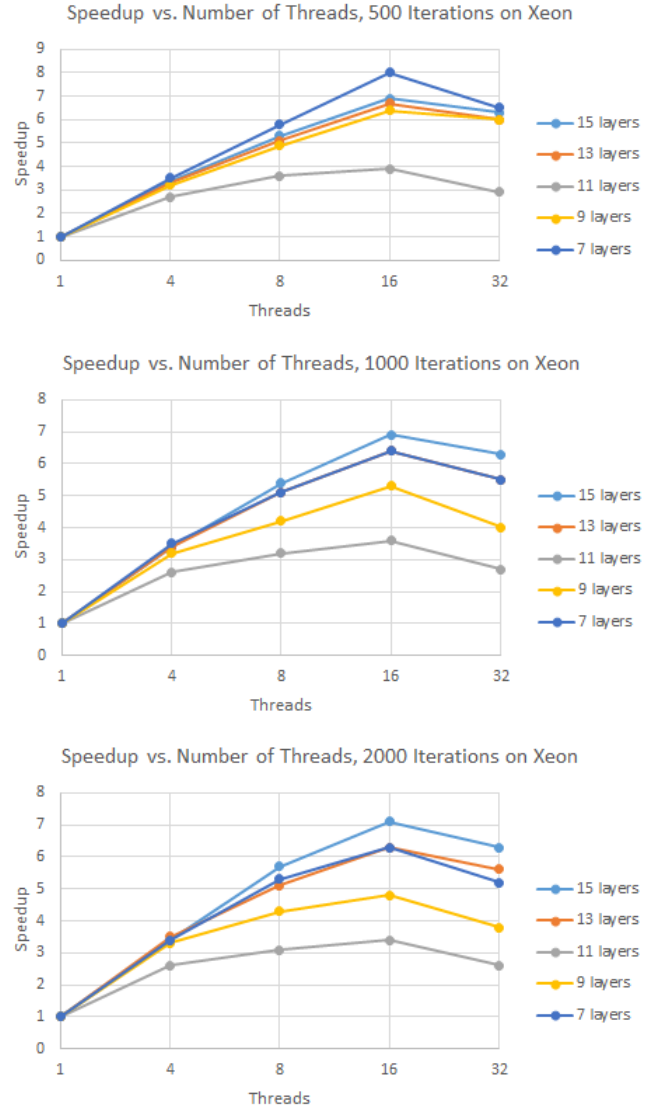 Speedup vs. Number of Threads, 500 Iterations on Xeon
9
8
7
6
5
4
3
2
1
0
Speedup
1 4 8 16 32
Threads
15 layers
13 layers
11 layers
9 layers
7 layers
Speedup vs. Number of Threads, 1000 Iterations on Xeon
8
7
6
5
4
3
2
1
0
Speedup
1 4 8 16 32
Threads
15 layers
13 layers
11 layers
9 layers
7 layers
Speedup vs. Number of Threads, 2000 Iterations on Xeon
8
7
6
5
4
3
2
1
0
Speedup
1 4 8 16 32
Threads
15 layers
13 layers
11 layers
9 layers
7 layers